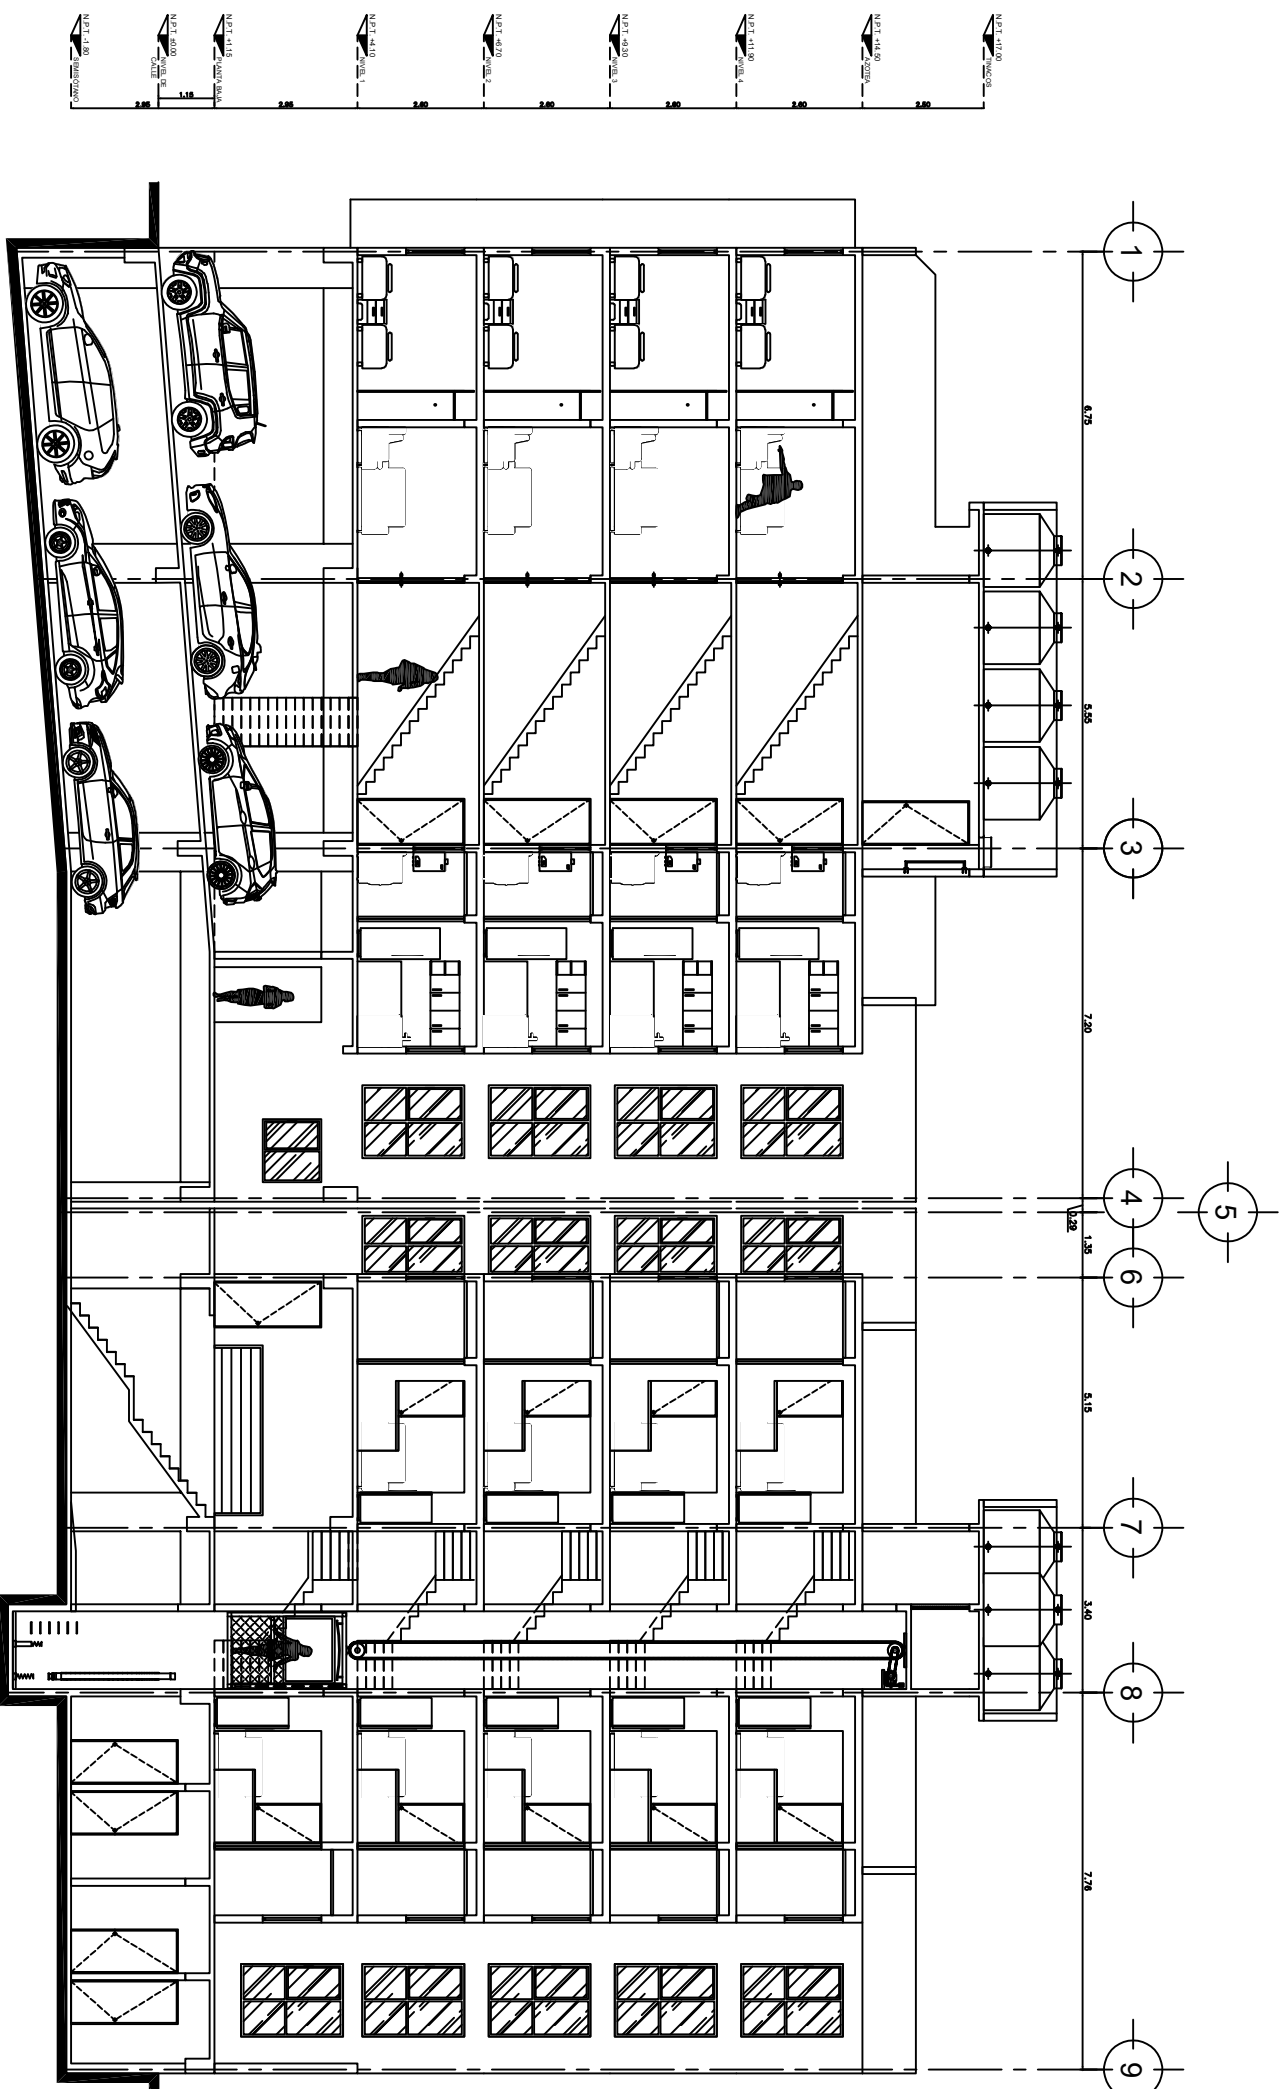 N.P.T. +17.00
TINACOS
N.P.T. +14.50
AZOTEA
N.P.T. +11.90
NIVEL 4
N.P.T. +9.30
NIVEL 3
N.P.T. +6.70
NIVEL 2
N.P.T. +4.10
NIVEL 1
N.P.T. +1.15
PLANTA BAJA
N.P.T. ±0.00
NIVEL DE
CALLE
N.P.T. -1.80
SEMISÓTANO
2.50
2.60
2.60
2.60
2.60
2.95
1.15
2.95
1
2
3
4
5
6
7
8
9
6.75
5.55
7.20
0.29
1.35
5.15
3.40
7.76